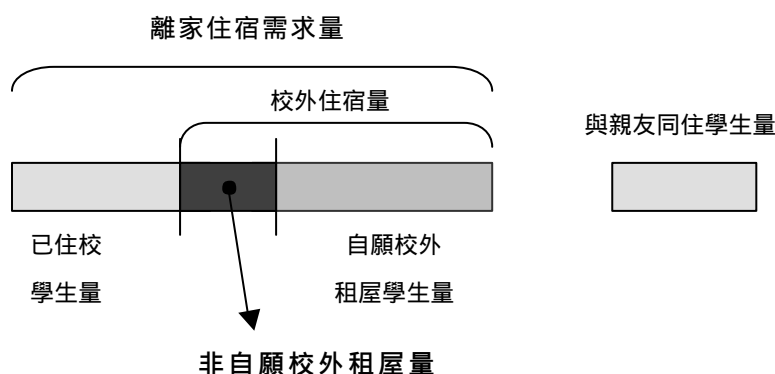 離家住宿需求量
校外住宿量
與親友同住學生量
已住校
學生量
自願校外
租屋學生量
非自願校外租屋量